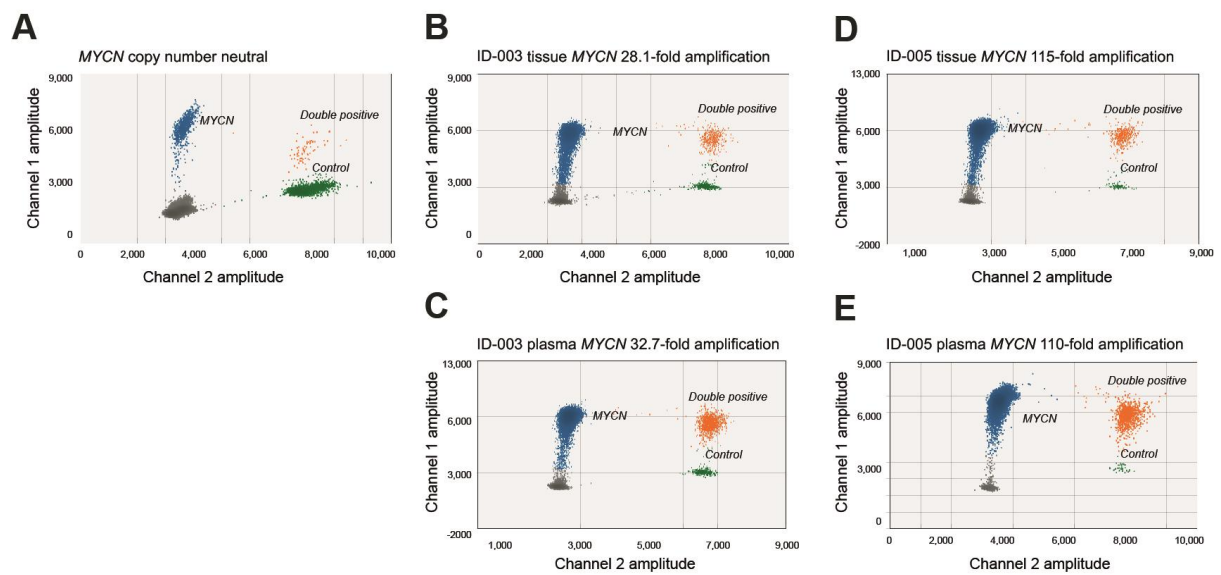 A
MYCN copy number neutral
9,000
6,000
3,000
0
Channel 1 amplitude
MYCN
Double positive
Control
0
2,000
4,000
6,000
8,000
10,000
Channel 2 amplitude
B
ID-003 tissue MYCN 28.1-fold amplification
9,000
6,000
3,000
0
Channel 1 amplitude
MYCN
Double positive
Control
0
2,000
4,000
6,000
8,000
10,000
Channel 2 amplitude
C
ID-003 plasma MYCN 32.7-fold amplification
13,000
6,000
3,000
-2000
Channel 1 amplitude
MYCN
Double positive
Control
1,000
3,000
5,000
7,000
9,000
Channel 2 amplitude
D
ID-005 tissue MYCN 115-fold amplification
13,000
6,000
3,000
-2000
Channel 1 amplitude
MYCN
Double positive
Control
1,000
3,000
5,000
7,000
9,000
Channel 2 amplitude
E
ID-005 plasma MYCN 110-fold amplification
9,000
6,000
3,000
0
Channel 1 amplitude
MYCN
Double positive
Control
0
2,000
4,000
6,000
8,000
10,000
Channel 2 amplitude